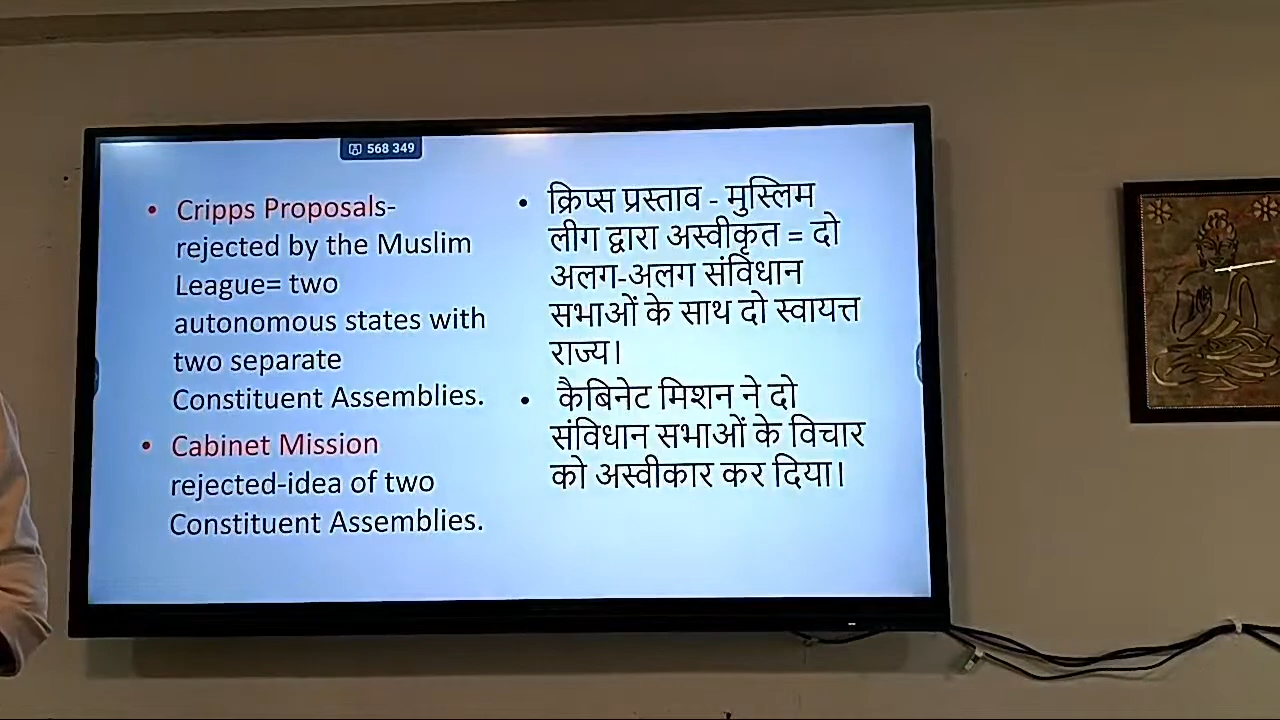 568 349
• Cripps Proposals-
rejected by the Muslim
League= two
autonomous states with
two separate
Constituent Assemblies.
• Cabinet Mission
rejected-idea of two
Constituent Assemblies.
• क्रिप्स प्रस्ताव - मुस्लिम
लीग द्वारा अस्वीकृत = दो
अलग-अलग संविधान
सभाओं के साथ दो स्वायत्त
राज्य।
• कैबिनेट मिशन ने दो
संविधान सभाओं के विचार
को अस्वीकार कर दिया।